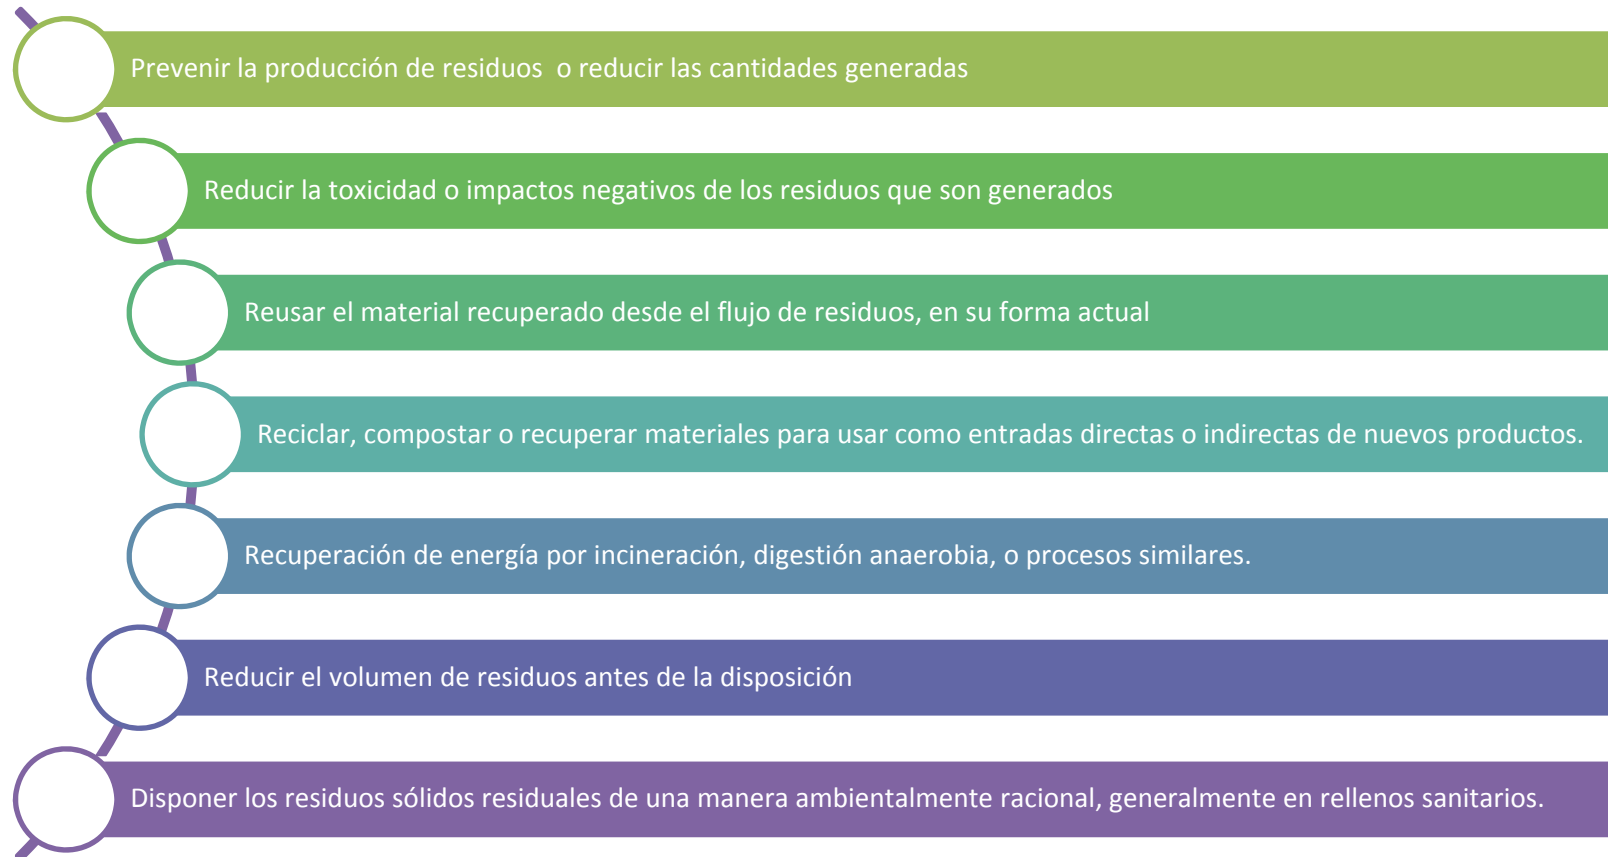 Prevenir la producción de residuos  o reducir las cantidades generadas
Reducir la toxicidad o impactos negativos de los residuos que son generados
Reusar el material recuperado desde el flujo de residuos, en su forma actual
Reciclar, compostar o recuperar materiales para usar como entradas directas o indirectas de nuevos productos.
Recuperación de energía por incineración, digestión anaerobia, o procesos similares.
Reducir el volumen de residuos antes de la disposición
Disponer los residuos sólidos residuales de una manera ambientalmente racional, generalmente en rellenos sanitarios.